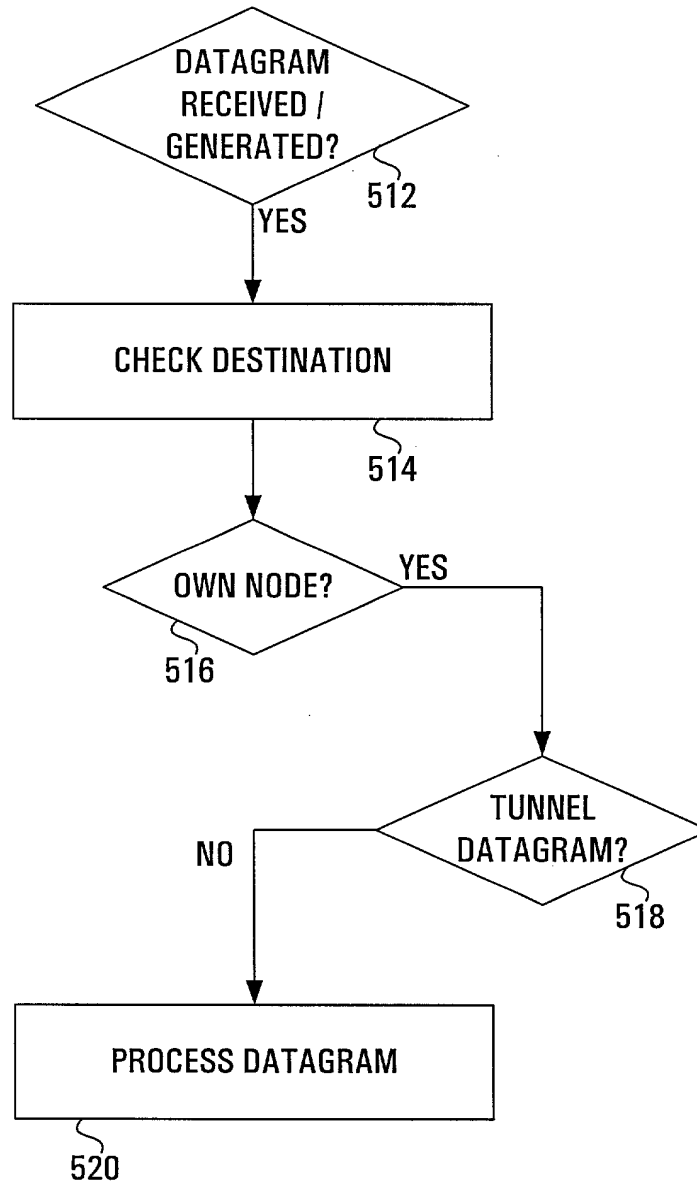 DATAGRAM
RECEIVED /
GENERATED?
512
YES
CHECK DESTINATION
514
OWN NODE?
YES
516
TUNNEL
DATAGRAM?
NO
518
PROCESS DATAGRAM
520